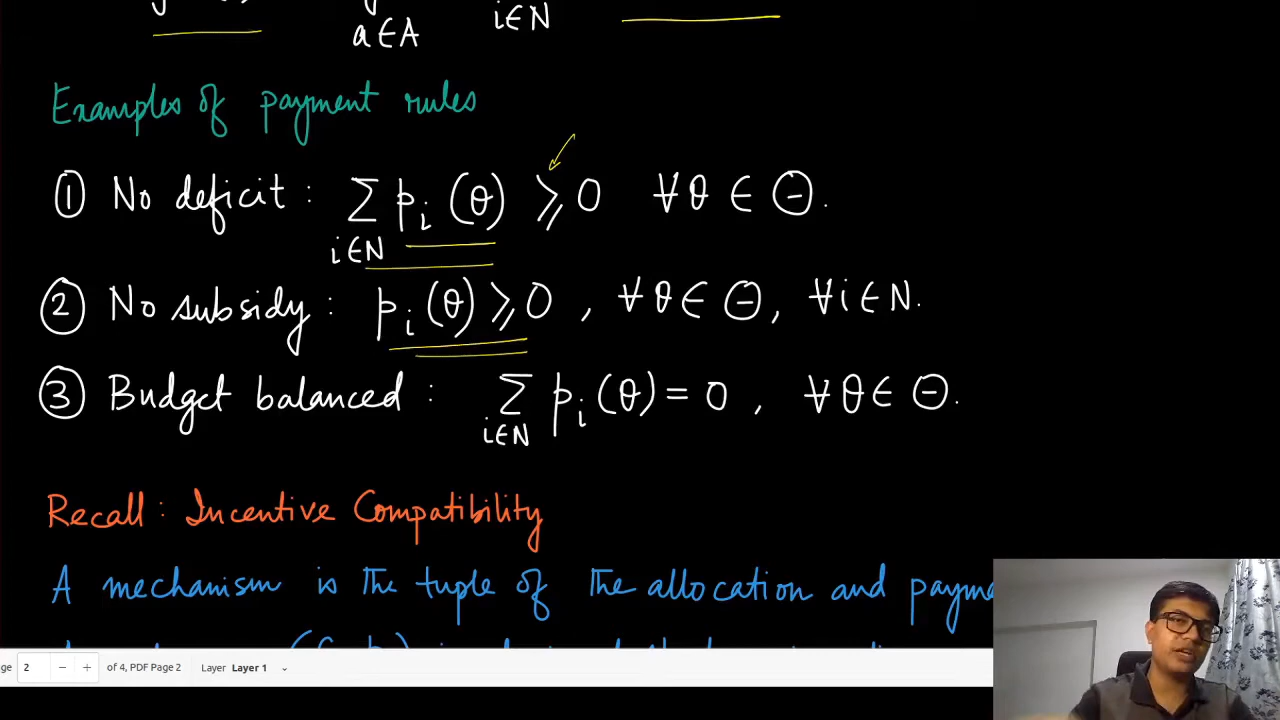 a∈A i∈N
Examples of payment rules
① No deficit : ∑ pᵢ(θ) ⩾ 0 ∀θ ∈ Θ.
i∈N
② No subsidy : pᵢ(θ) ⩾ 0 , ∀θ ∈ Θ, ∀i ∈ N.
③ Budget balanced : ∑ pᵢ(θ) = 0 , ∀θ ∈ Θ.
i∈N
Recall : Incentive Compatibility
A mechanism is the tuple of the allocation and payme
Page 2 − + of 4, PDF Page 2 Layer Layer 1